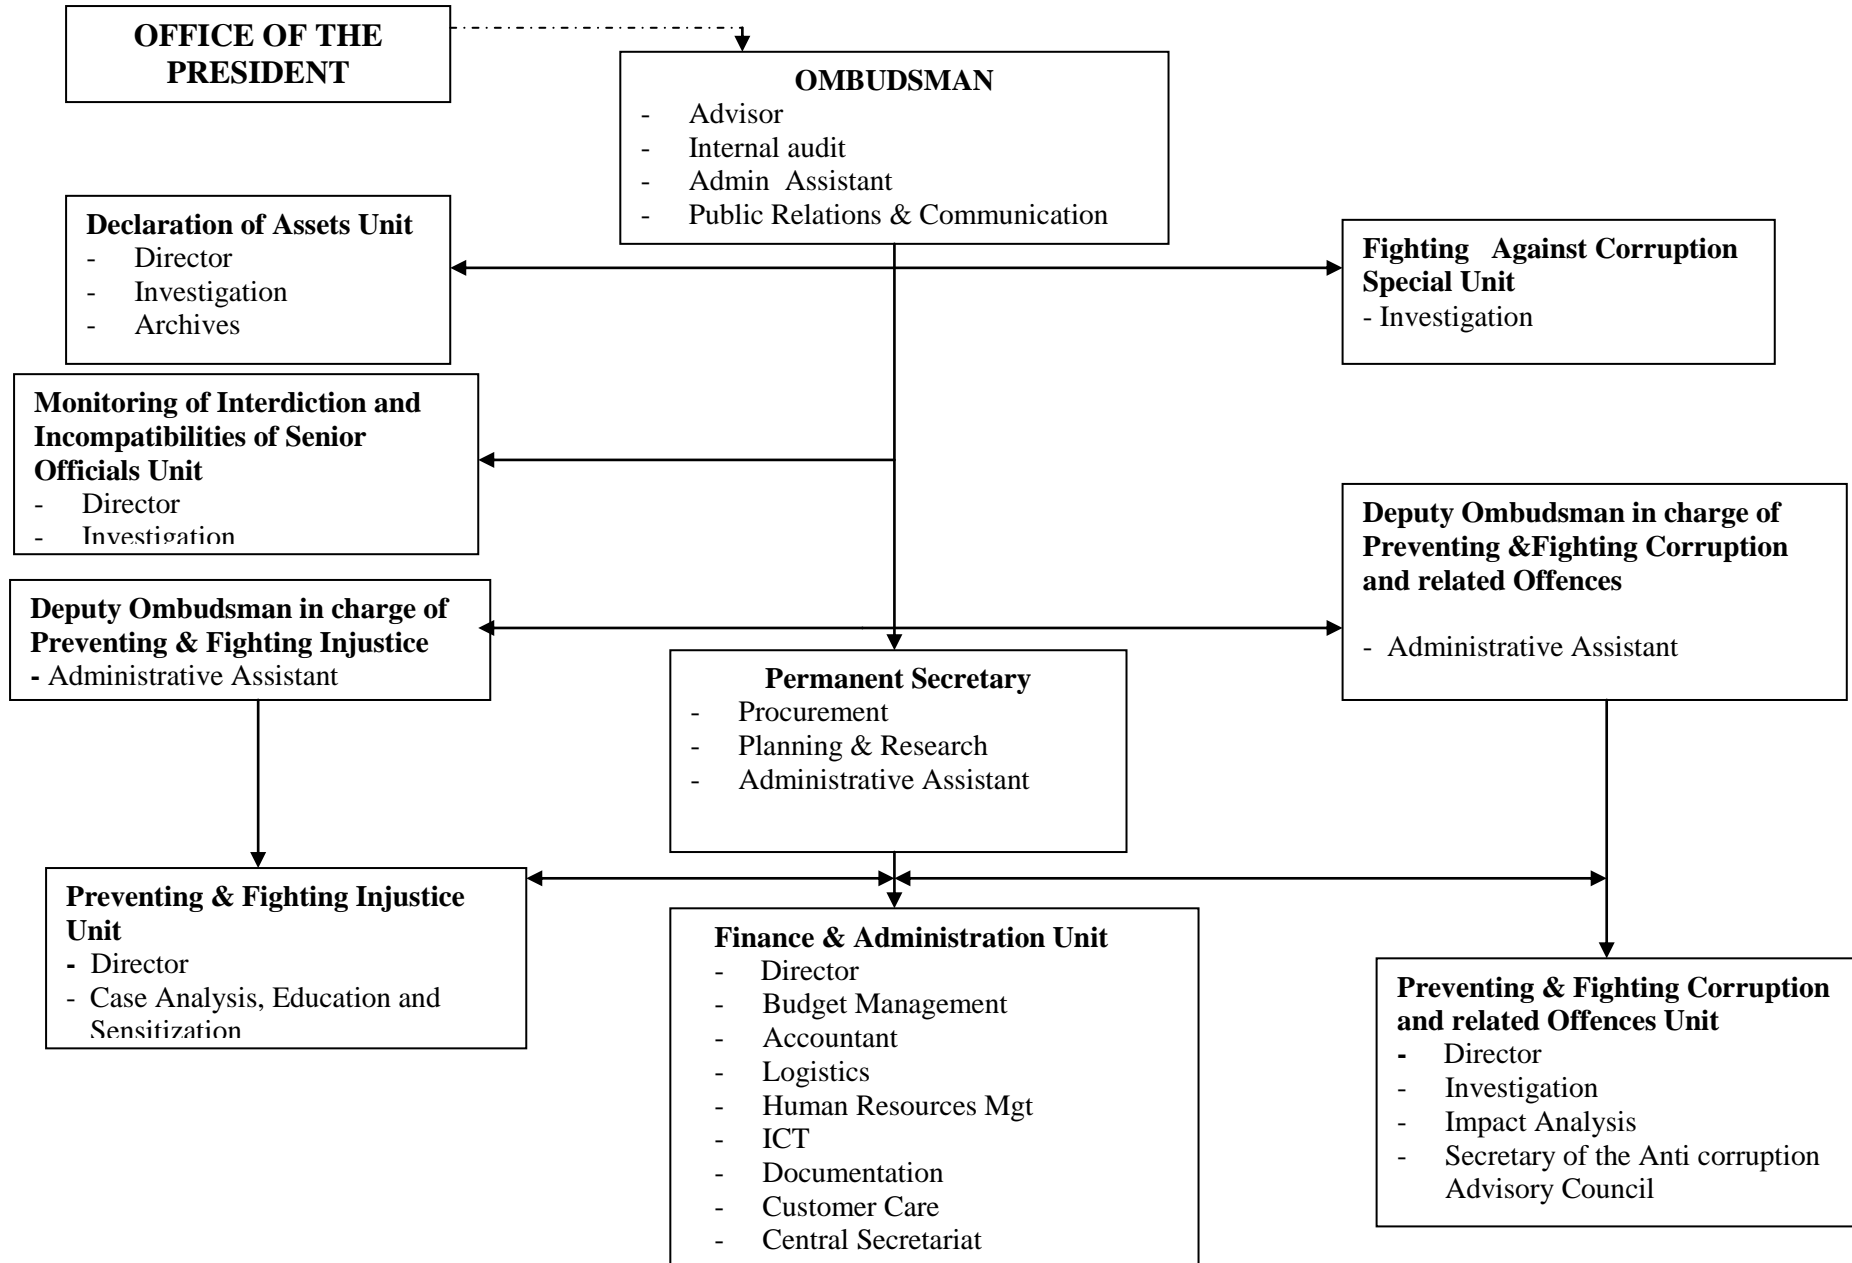 OFFICE OF THE
PRESIDENT
OMBUDSMAN
- Advisor
- Internal audit
- Admin Assistant
- Public Relations & Communication
Declaration of Assets Unit
- Director
- Investigation
- Archives
Fighting Against Corruption
Special Unit
- Investigation
Monitoring of Interdiction and
Incompatibilities of Senior
Officials Unit
- Director
- Investigation
Deputy Ombudsman in charge of
Preventing &Fighting Corruption
and related Offences
- Administrative Assistant
Deputy Ombudsman in charge of
Preventing & Fighting Injustice
- Administrative Assistant
Permanent Secretary
- Procurement
- Planning & Research
- Administrative Assistant
Preventing & Fighting Injustice
Unit
- Director
- Case Analysis, Education and
Sensitization
Finance & Administration Unit
- Director
- Budget Management
- Accountant
- Logistics
- Human Resources Mgt
- ICT
- Documentation
- Customer Care
- Central Secretariat
Preventing & Fighting Corruption
and related Offences Unit
- Director
- Investigation
- Impact Analysis
- Secretary of the Anti corruption
Advisory Council